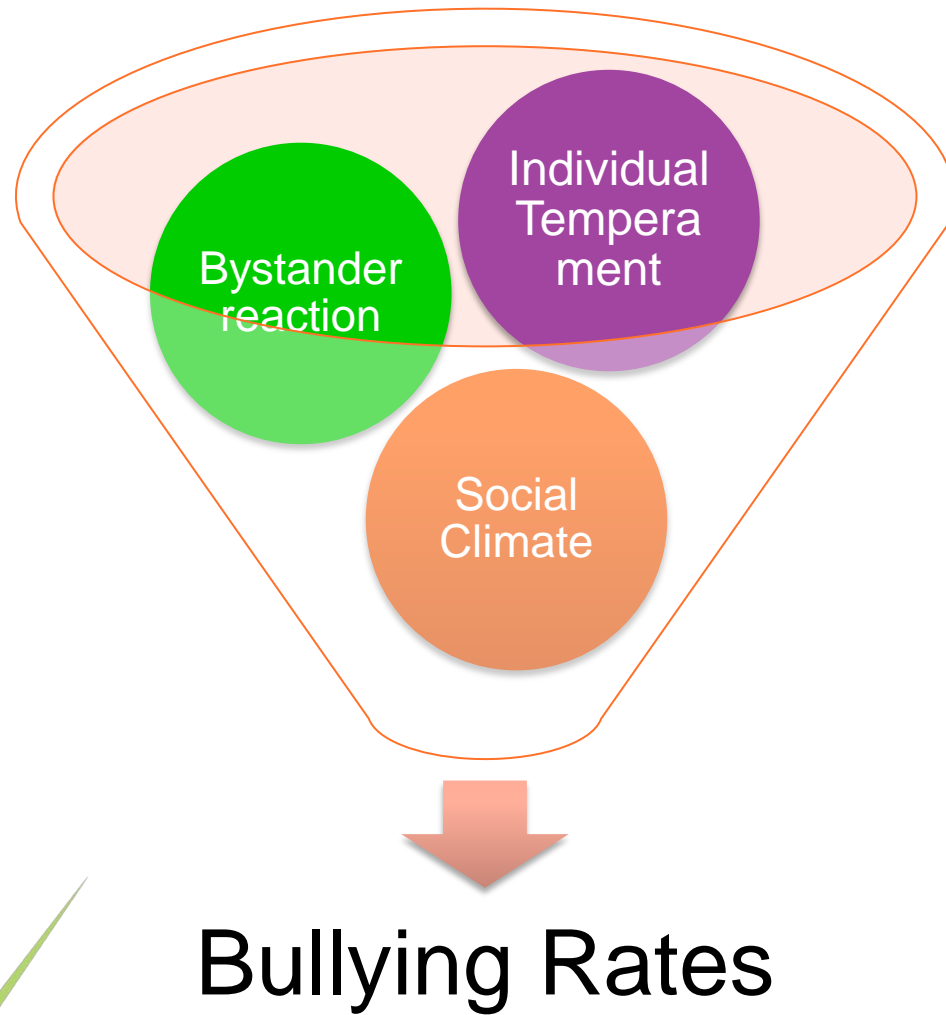 Individual
Tempera
ment
Bystander
reaction
Social
Climate
Bullying Rates